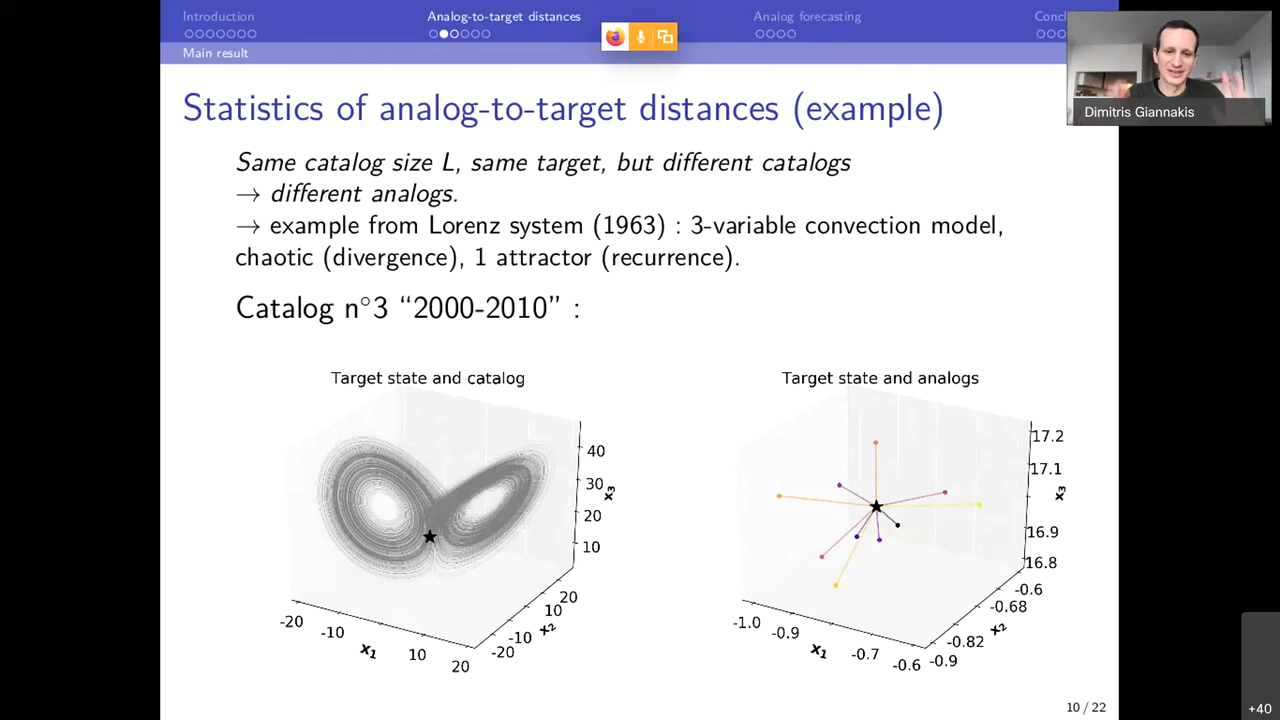 Introduction
Analog-to-target distances
Analog forecasting
Main result
Dimitris Giannakis
Statistics of analog-to-target distances (example)
Same catalog size L, same target, but different catalogs
→ different analogs.
→ example from Lorenz system (1963) : 3-variable convection model,
chaotic (divergence), 1 attractor (recurrence).
Catalog n°3 “2000-2010” :
Target state and catalog
40
30
20
10
x₃
-20
-10
10
20
x₁
-20
-10
10
20
x₂
Target state and analogs
17.2
17.1
16.9
16.8
x₃
-1.0
-0.9
-0.7
-0.6
x₁
-0.9
-0.82
-0.68
-0.6
x₂
10 / 22
+40